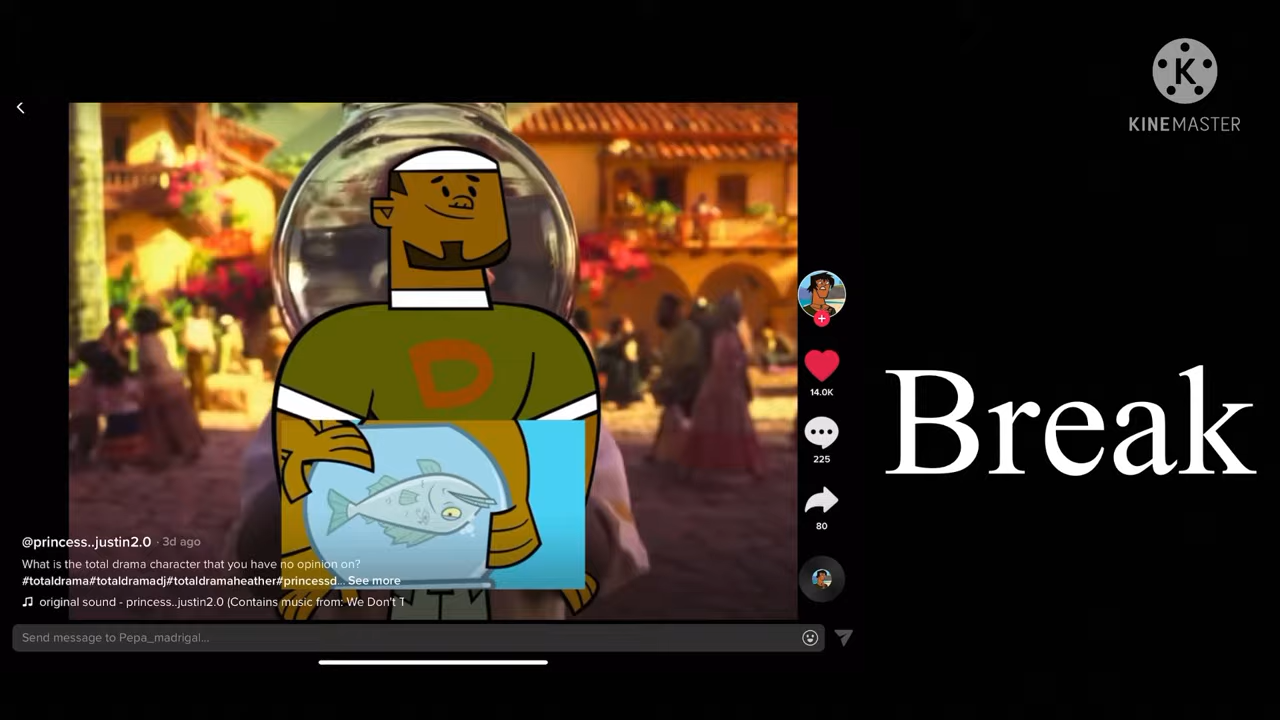 KINEMASTER
D
14.0K
Break
225
80
@princess..justin2.0 · 3d ago
What is the total drama character that you have no opinion on?
#totaldrama#totaldramadj#totaldramaheather#princessd... See more
original sound - princess..justin2.0 (Contains music from: We Don't T
Send message to Pepa_madrigal...